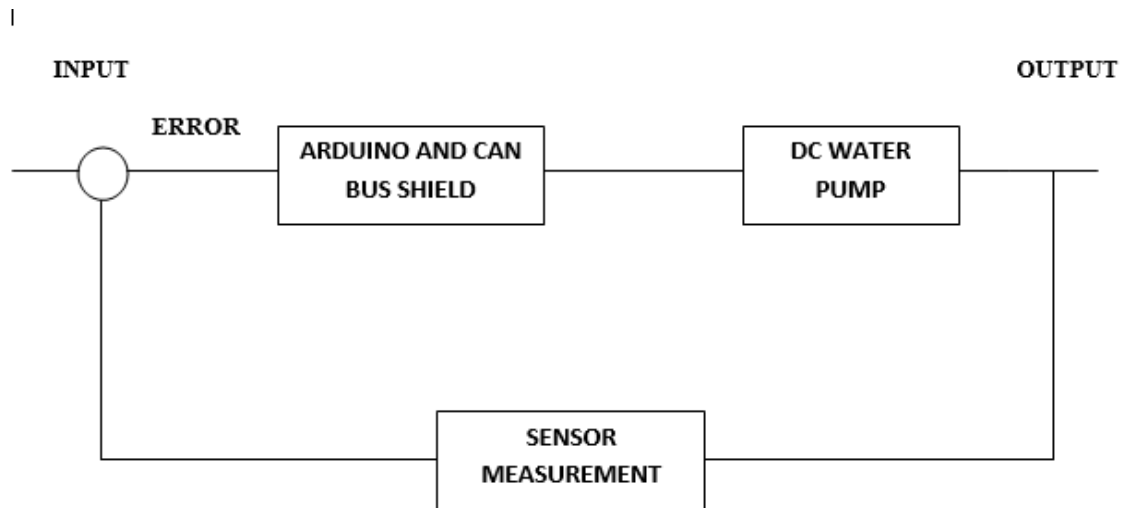 INPUT
OUTPUT
ERROR
ARDUINO AND CAN
BUS SHIELD
DC WATER
PUMP
SENSOR
MEASUREMENT